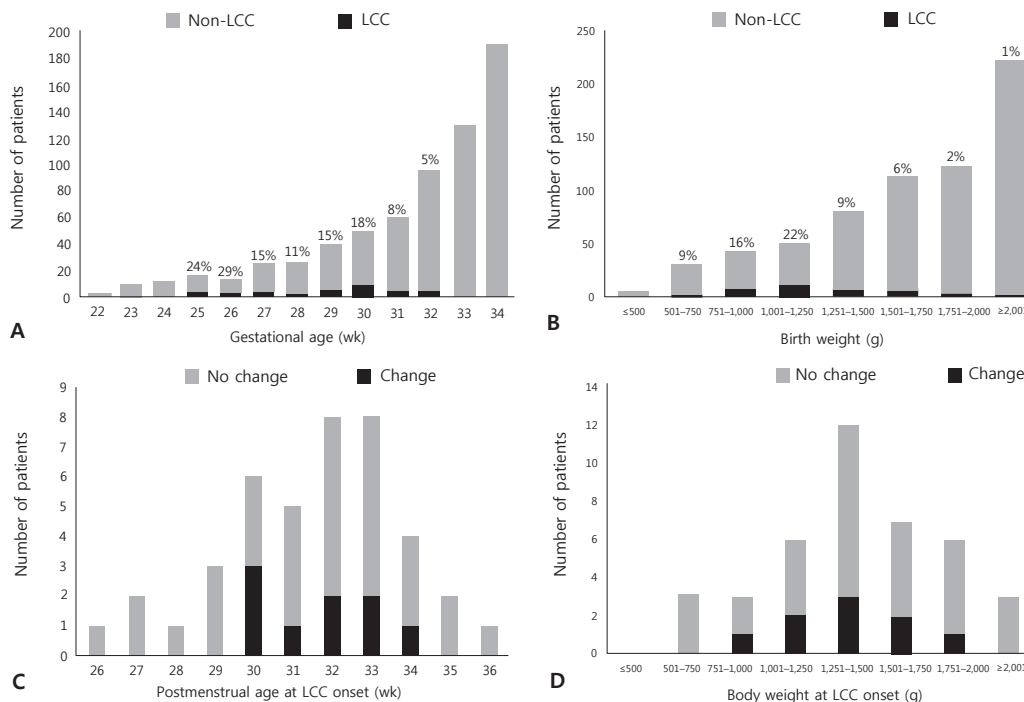 Non-LCC LCC
200
180
160
140
120
100
80
60
40
20
0
Number of patients
24% 29% 15% 11% 15% 18% 8% 5%
22 23 24 25 26 27 28 29 30 31 32 33 34
Gestational age (wk)
A
Non-LCC LCC
250
200
150
100
50
0
Number of patients
9% 16% 22% 9% 6% 2% 1%
≤500 501–750 751–1,000 1,001–1,250 1,251–1,500 1,501–1,750 1,751–2,000
Birth weight (g)
B
No change Change
9
8
7
6
5
4
3
2
1
0
Number of patients
26 27 28 29 30 31 32 33 34 35 36
Postmenstrual age at LCC onset (wk)
C
No change Change
14
12
10
8
6
4
2
0
Number of patients
≤500 501–750 751–1,000 1,001–1,250 1,251–1,500 1,501–1,750 1,751–2,000
Body weight at LCC onset (g)
D